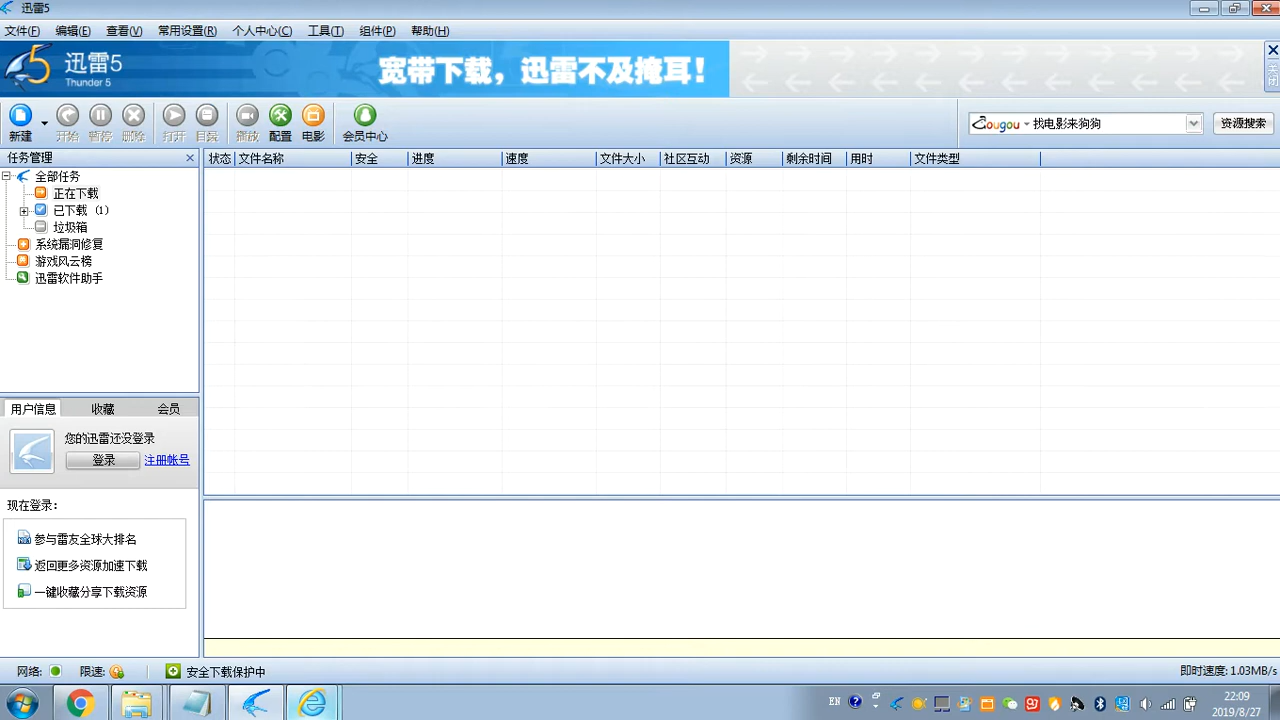 迅雷5
文件(F) 编辑(E) 查看(V) 常用设置(R) 个人中心(C) 工具(T) 组件(P) 帮助(H)
5 迅雷5
Thunder 5
宽带下载，迅雷不及掩耳！
关闭
新建 开始 暂停 删除 打开 目录 播放 配置 电影 会员中心
Gougou 找电影来狗狗 资源搜索
任务管理
状态 文件名称 安全 进度 速度 文件大小 社区互动 资源 剩余时间 用时 文件类型
全部任务
正在下载
已下载 (1)
垃圾箱
系统漏洞修复
游戏风云榜
迅雷软件助手
用户信息 收藏 会员
您的迅雷还没登录
登录 注册帐号
现在登录:
参与雷友全球大排名
返回更多资源加速下载
一键收藏分享下载资源
网络: 限速: 安全下载保护中 即时速度: 1.03MB/s
EN 22:09
2019/8/27